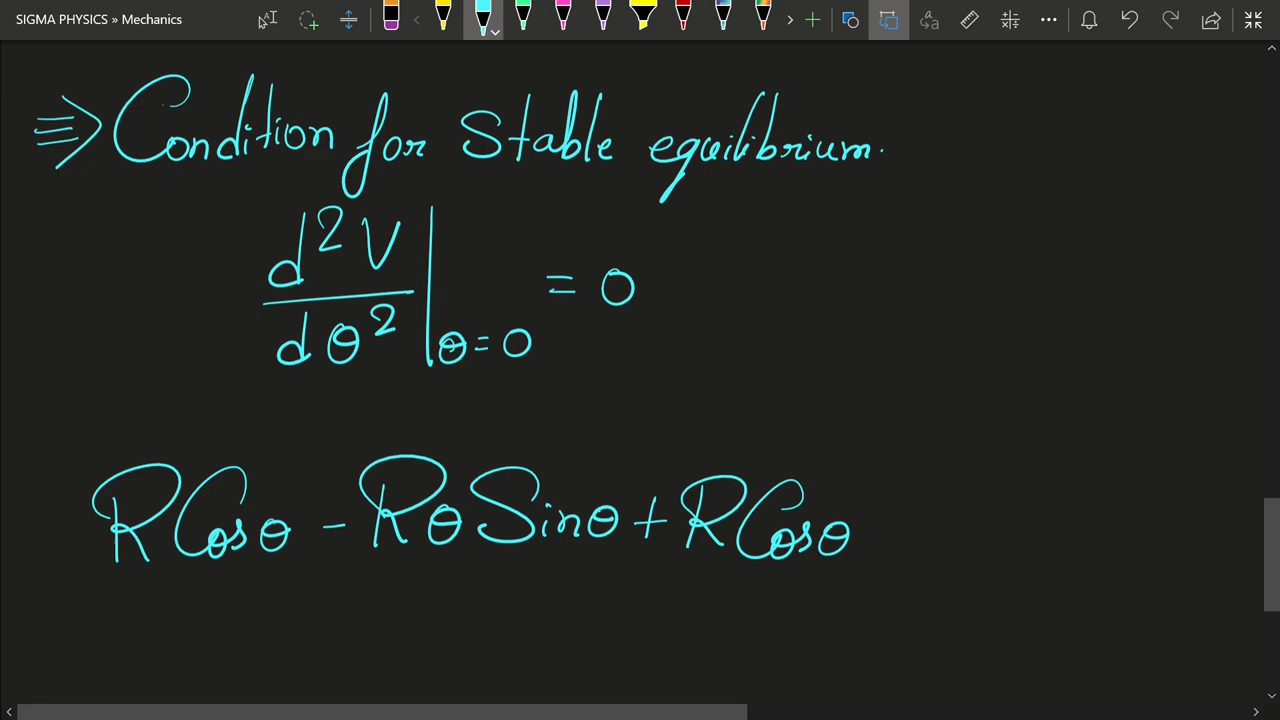 SIGMA PHYSICS » Mechanics
⇒ Condition for Stable equilibrium.
d²V/dθ² |θ=0 = 0
RCosθ - RθSinθ + RCosθ